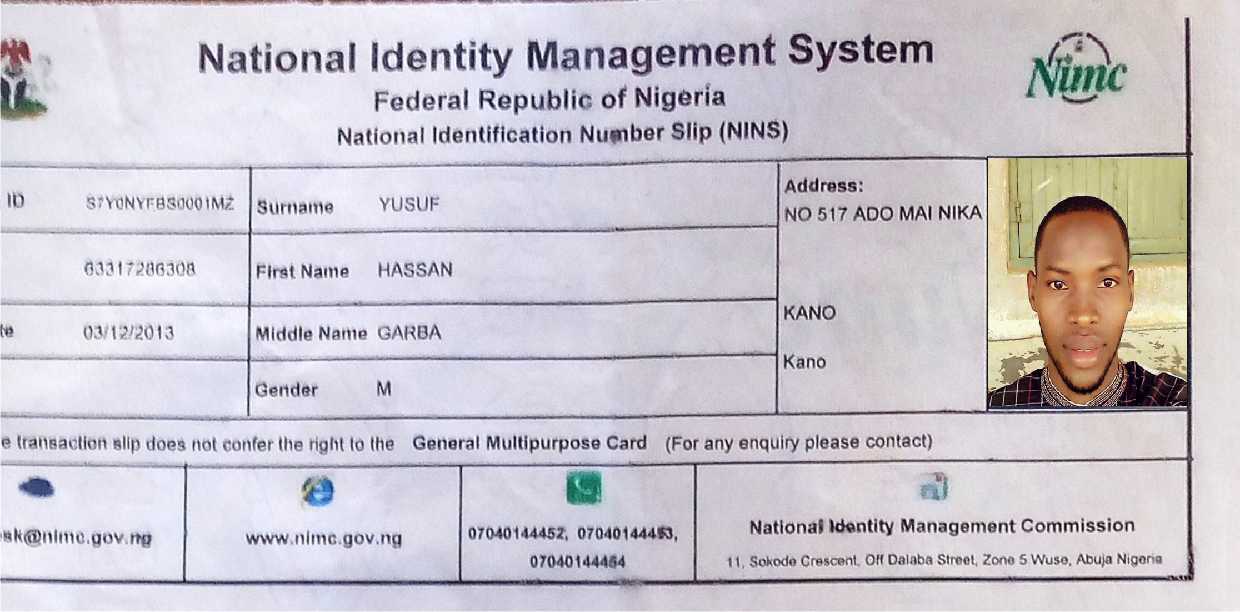 National Identity Management System
Federal Republic of Nigeria
National Identification Number Slip (NINS)
Nimc
ID
Surname YUSUF
Address:
NO 517 ADO MAI NIKA
First Name HASSAN
KANO
te 03/12/2013
Middle Name GARBA
Kano
Gender M
e transaction slip does not confer the right to the General Multipurpose Card (For any enquiry please contact)
sk@nimc.gov.ng
www.nimc.gov.ng
07040144452, 07040144453,
07040144454
National Identity Management Commission
11, Sokode Crescent, Off Dalaba Street, Zone 5 Wuse, Abuja Nigeria